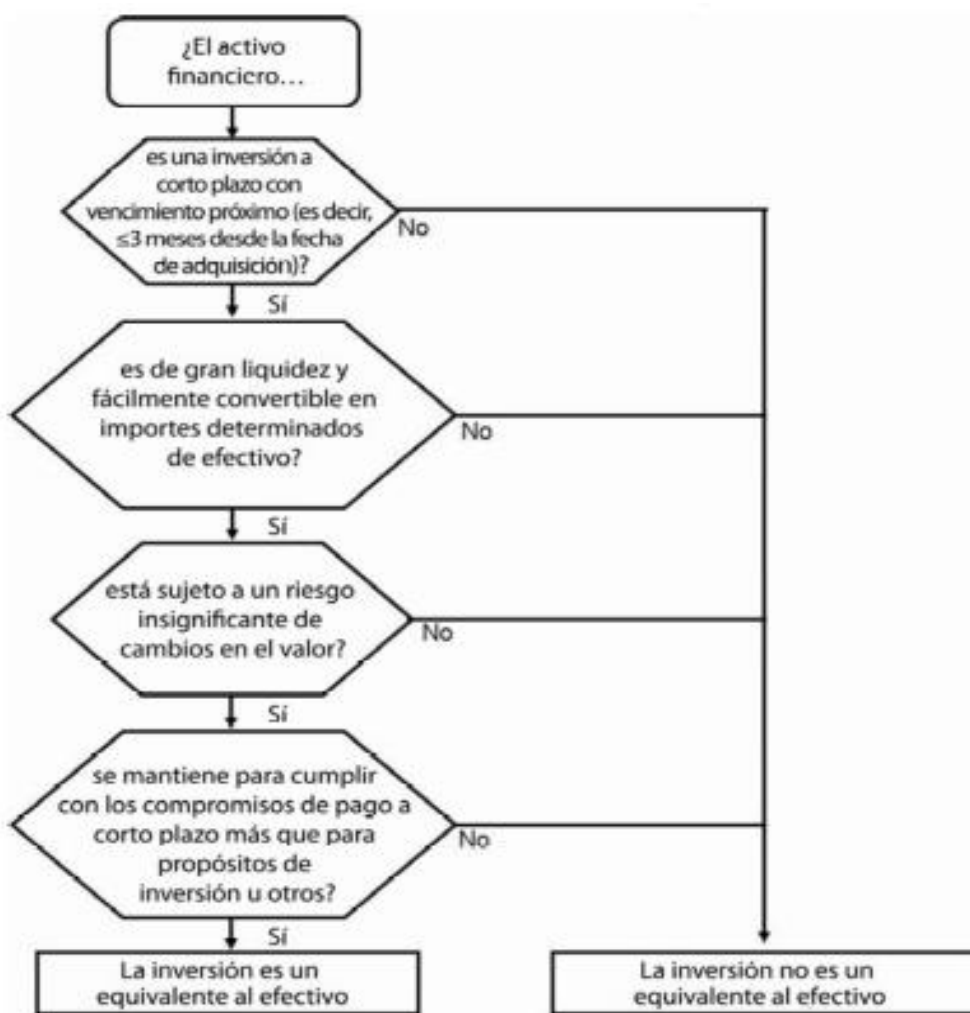 ¿El activo
financiero…
es una inversión a
corto plazo con
vencimiento próximo (es decir,
≤3 meses desde la fecha
de adquisición)?
No
Sí
es de gran liquidez y
fácilmente convertible en
importes determinados
de efectivo?
No
Sí
está sujeto a un riesgo
insignificante de
cambios en el valor?
No
Sí
se mantiene para cumplir
con los compromisos de pago a
corto plazo más que para
propósitos de
inversión u otros?
No
Sí
La inversión es un
equivalente al efectivo
La inversión no es un
equivalente al efectivo